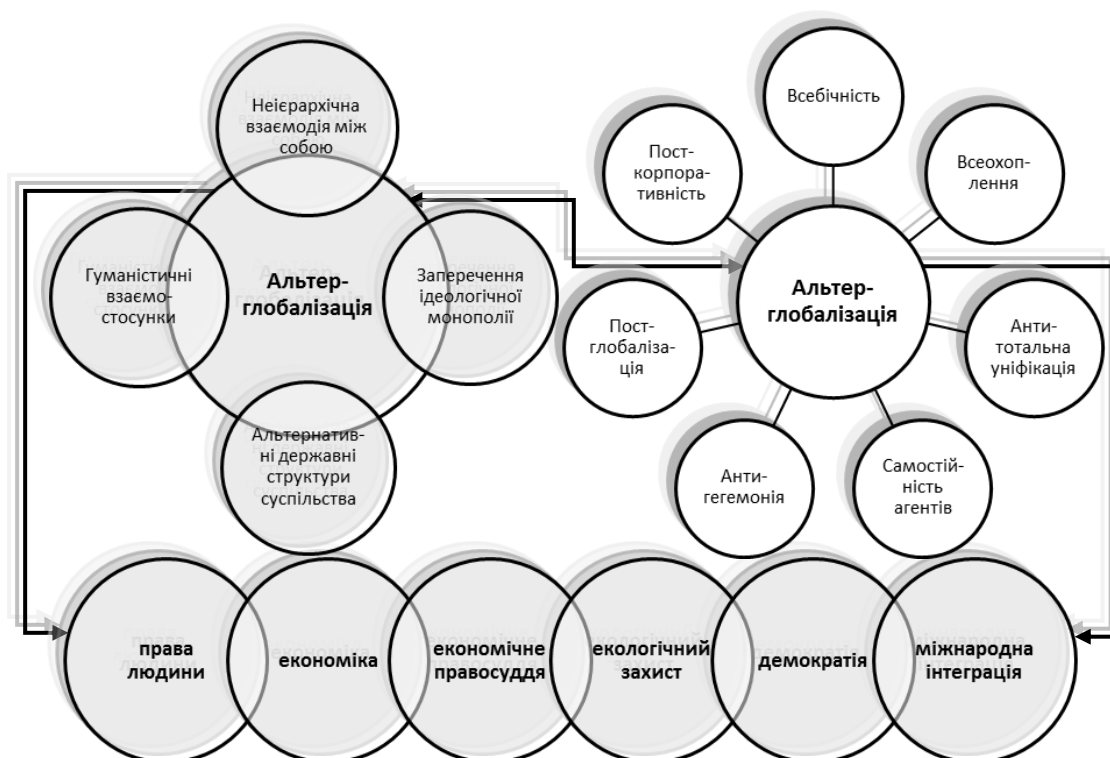 Неієрархічна
взаємодія між
собою
Гуманістичні
взаємо-
стосунки
Альтер-
глобалізація
Заперечення
ідеологічної
монополії
Альтернатив-
ні державні
структури
суспільства
Всебічність
Пост-
корпора-
тивність
Всеохоп-
лення
Альтер-
глобалізація
Пост-
глобаліза-
ція
Анти-
тотальна
уніфікація
Анти-
гегемонія
Самостій-
ність
агентів
права
людини
економіка
економічне
правосуддя
екологічний
захист
демократія
міжнародна
інтеграція